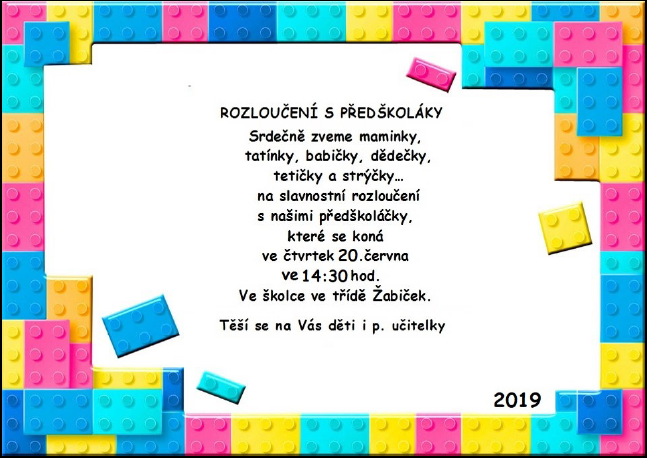 ROZLOUČENÍ S PŘEDŠKOLÁKY
Srdečně zveme maminky,
tatínky, babičky, dědečky,
tetičky a strýčky...
na slavnostní rozloučení
s našimi předškoláčky,
které se koná
ve čtvrtek 20.června
ve 14:30 hod.
Ve školce ve třídě Žabiček.
Těší se na Vás děti i p. učitelky
2019